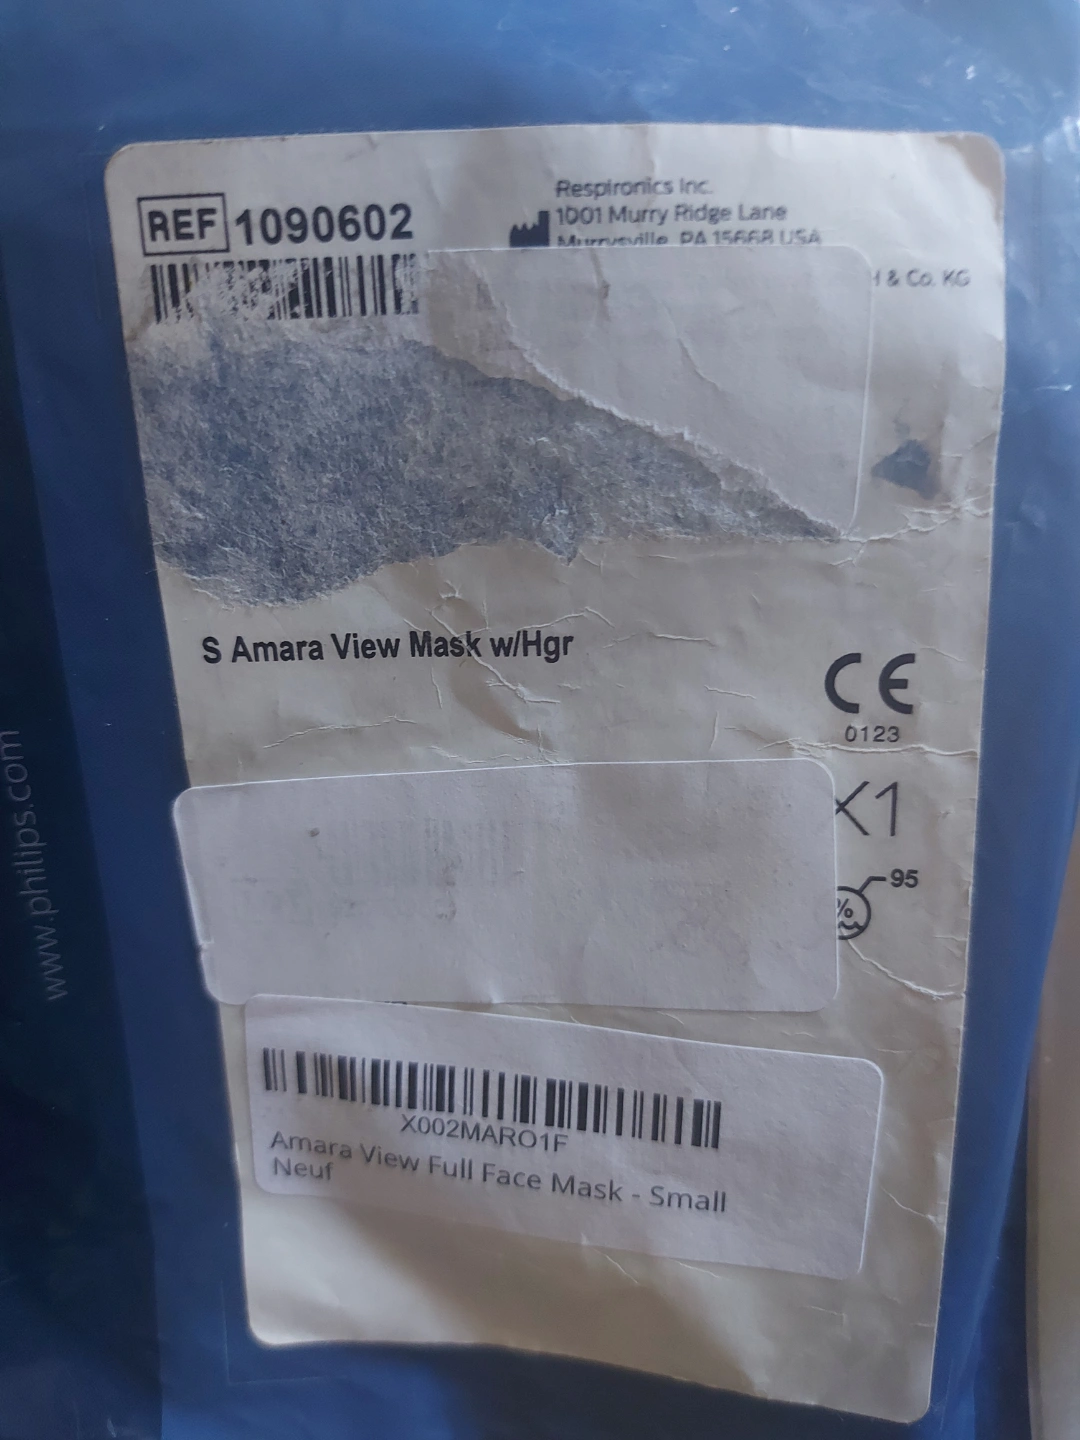 REF 1090602
Respironics Inc.
1001 Murry Ridge Lane
Murrysville, PA 15668 USA
& Co. KG
S Amara View Mask w/Hgr
CE
0123
X1
95
%
www.philips.com
X002MARO1F
Amara View Full Face Mask - Small
Neuf